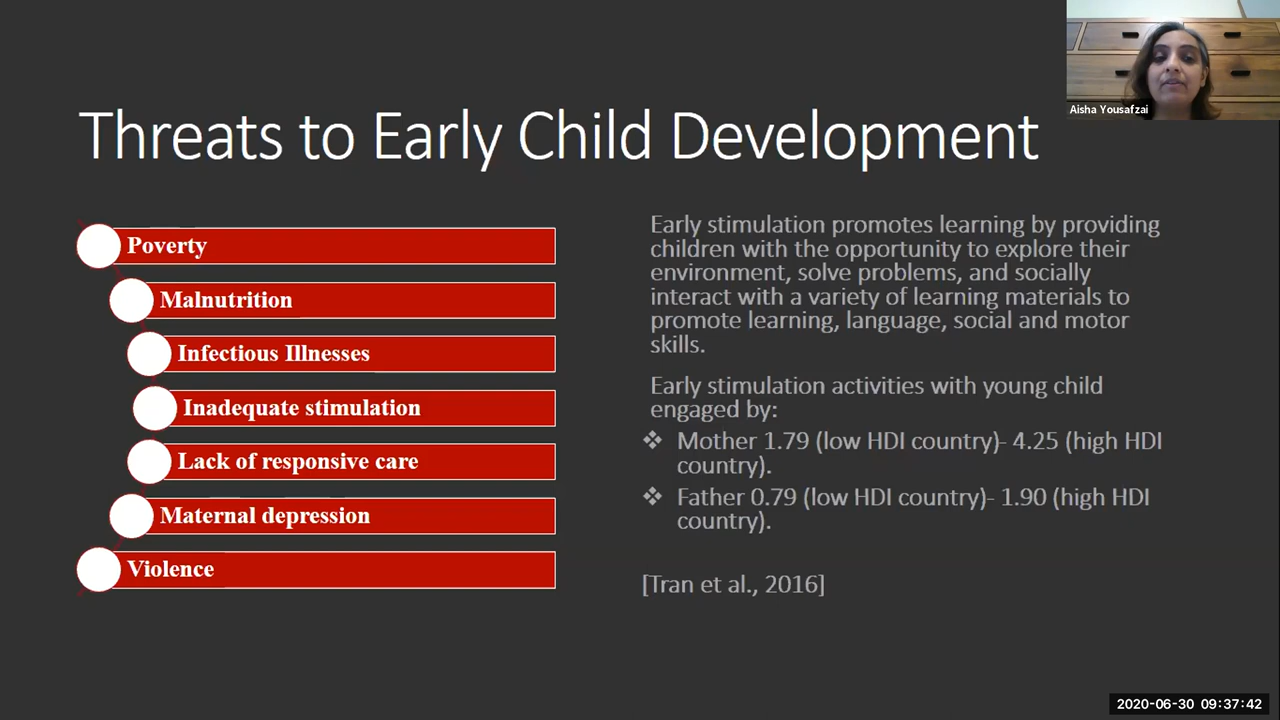 Aisha Yousafzai
Threats to Early Child Development
Poverty
Malnutrition
Infectious Illnesses
Inadequate stimulation
Lack of responsive care
Maternal depression
Violence
Early stimulation promotes learning by providing
children with the opportunity to explore their
environment, solve problems, and socially
interact with a variety of learning materials to
promote learning, language, social and motor
skills.
Early stimulation activities with young child
engaged by:
❖ Mother 1.79 (low HDI country)- 4.25 (high HDI
country).
❖ Father 0.79 (low HDI country)- 1.90 (high HDI
country).
[Tran et al., 2016]
2020-06-30 09:37:42